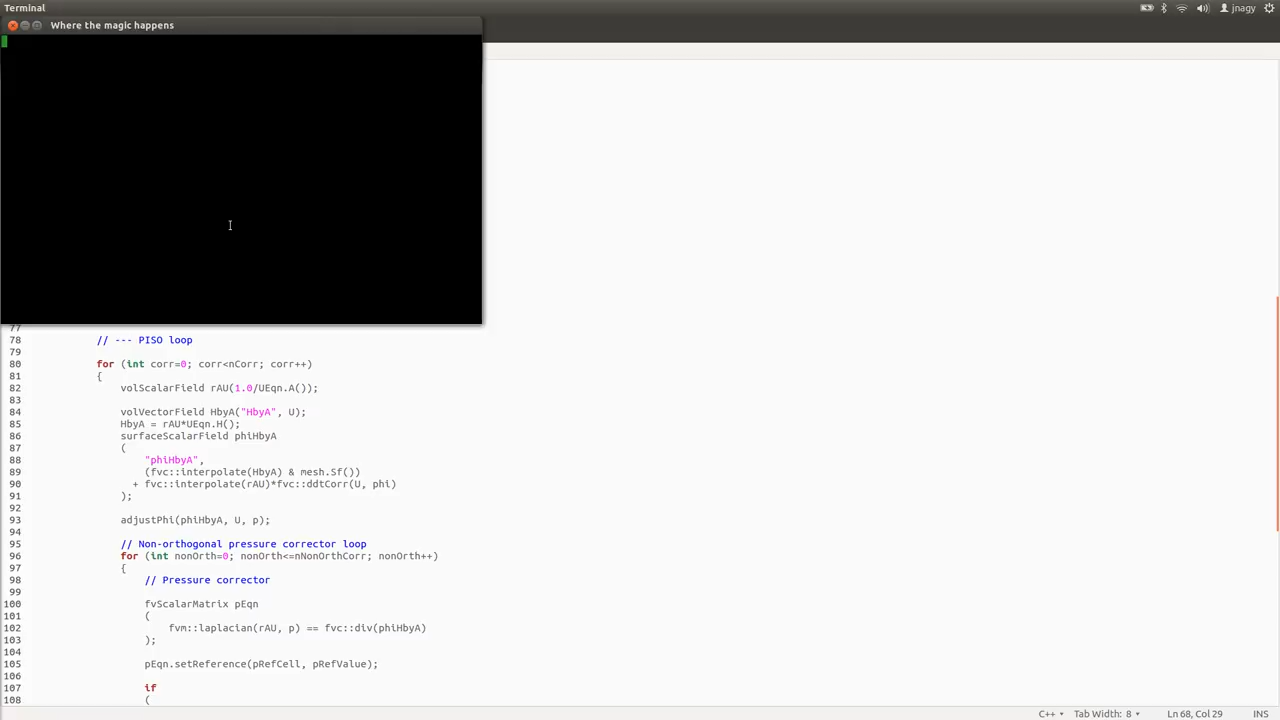 Terminal
jnagy
Where the magic happens
77
78 // --- PISO loop
79
80 for (int corr=0; corr<nCorr; corr++)
81 {
82 volScalarField rAU(1.0/UEqn.A());
83
84 volVectorField HbyA("HbyA", U);
85 HbyA = rAU*UEqn.H();
86 surfaceScalarField phiHbyA
87 (
88 "phiHbyA",
89 (fvc::interpolate(HbyA) & mesh.Sf())
90 + fvc::interpolate(rAU)*fvc::ddtCorr(U, phi)
91 );
92
93 adjustPhi(phiHbyA, U, p);
94
95 // Non-orthogonal pressure corrector loop
96 for (int nonOrth=0; nonOrth<=nNonOrthCorr; nonOrth++)
97 {
98 // Pressure corrector
99
100 fvScalarMatrix pEqn
101 (
102 fvm::laplacian(rAU, p) == fvc::div(phiHbyA)
103 );
104
105 pEqn.setReference(pRefCell, pRefValue);
106
107 if
108 (
C++ Tab Width: 8 Ln 68, Col 29 INS